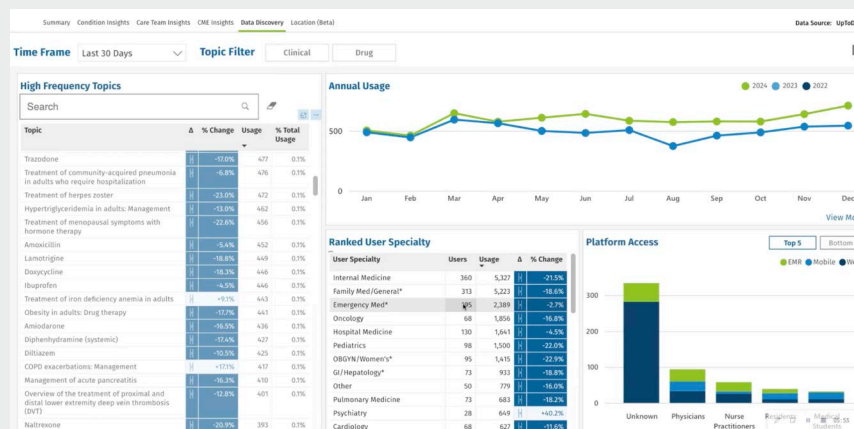 Summary Condition Insights Care Team Insights CME Insights Data Discovery Location (Beta) Data Source: UpToD
Time Frame Last 30 Days Topic Filter Clinical Drug
High Frequency Topics
Search
Topic Δ % Change Usage % Total Usage
Trazodone -17.0% 477 0.1%
Treatment of community-acquired pneumonia -6.8% 476 0.1%
in adults who require hospitalization
Treatment of herpes zoster -23.0% 472 0.1%
Hypertriglyceridemia in adults: Management -13.0% 462 0.1%
Treatment of menopausal symptoms with -22.6% 456 0.1%
hormone therapy
Amoxicillin -5.4% 452 0.1%
Lamotrigine -18.8% 449 0.1%
Doxycycline -18.3% 446 0.1%
Ibuprofen -4.5% 446 0.1%
Treatment of iron deficiency anemia in adults +9.1% 443 0.1%
Obesity in adults: Drug therapy -17.7% 441 0.1%
Amiodarone -16.5% 436 0.1%
Diphenhydramine (systemic) -17.4% 427 0.1%
Diltiazem -10.5% 425 0.1%
COPD exacerbations: Management +17.1% 417 0.1%
Management of acute pancreatitis -16.3% 410 0.1%
Overview of the treatment of proximal and -12.8% 401 0.1%
distal lower extremity deep vein thrombosis
(DVT)
Naltrexone -20.9% 393 0.1%
Annual Usage
2024 2023 2022
500
0
Jan Feb Mar Apr May Jun Jul Aug Sep Oct Nov Dec
View Mo
Ranked User Specialty
User Specialty Users Usage Δ % Change
Internal Medicine 360 5,327 -21.5%
Family Med/General* 313 5,223 -18.6%
Emergency Med* 2,389 -2.7%
Oncology 68 1,856 -16.8%
Hospital Medicine 130 1,641 -4.5%
Pediatrics 98 1,500 -22.0%
OBGYN/Women's* 95 1,415 -22.9%
GI/Hepatology* 73 933 -18.8%
Other 50 779 -16.0%
Pulmonary Medicine 73 683 -18.2%
Psychiatry 28 649 +40.2%
Cardiology 68 627 -11.6%
Platform Access
Top 5 Bottom
EMR Mobile We
300
200
100
0
Unknown Physicians Nurse Practitioners Residents Medical Students
05:55